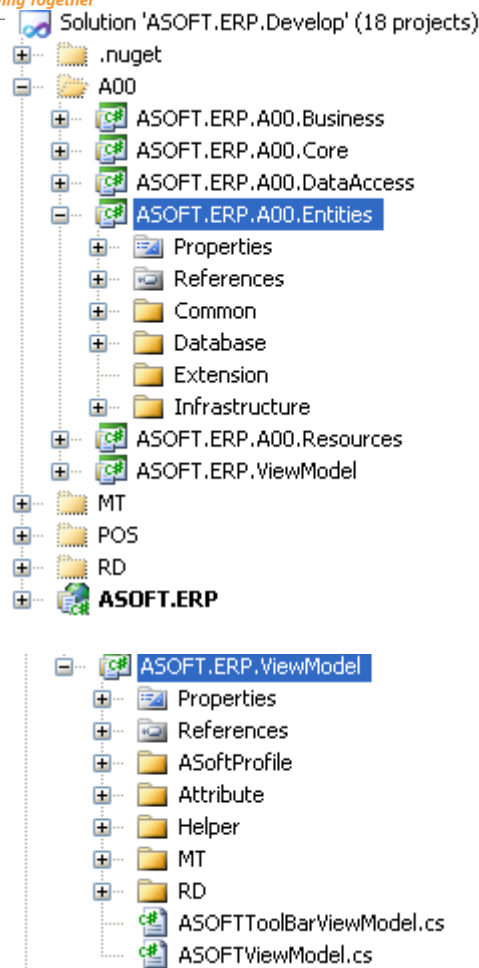 Together
Solution 'ASOFT.ERP.Develop' (18 projects)
.nuget
A00
ASOFT.ERP.A00.Business
ASOFT.ERP.A00.Core
ASOFT.ERP.A00.DataAccess
ASOFT.ERP.A00.Entities
Properties
References
Common
Database
Extension
Infrastructure
ASOFT.ERP.A00.Resources
ASOFT.ERP.ViewModel
MT
POS
RD
ASOFT.ERP
ASOFT.ERP.ViewModel
Properties
References
ASoftProfile
Attribute
Helper
MT
RD
ASOFTToolBarViewModel.cs
ASOFTViewModel.cs